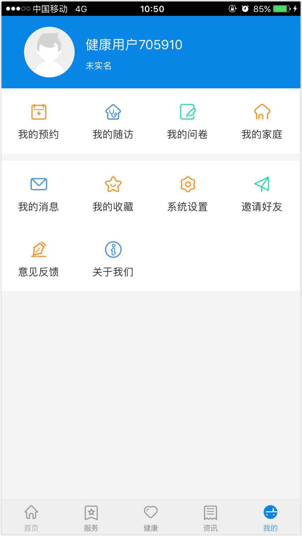 中国移动 4G 10:50 85%
健康用户705910
未实名
我的预约 我的随访 我的问卷 我的家庭
我的消息 我的收藏 系统设置 邀请好友
意见反馈 关于我们
首页 服务 健康 资讯 我的